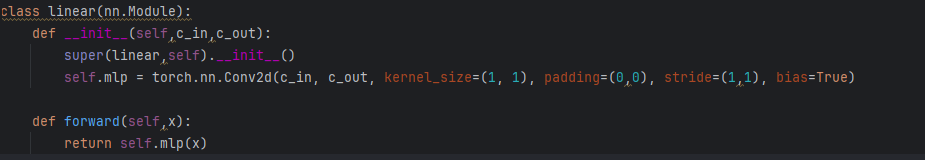 class linear(nn.Module):
    def __init__(self,c_in,c_out):
        super(linear,self).__init__()
        self.mlp = torch.nn.Conv2d(c_in, c_out, kernel_size=(1, 1), padding=(0,0), stride=(1,1), bias=True)
    def forward(self,x):
        return self.mlp(x)